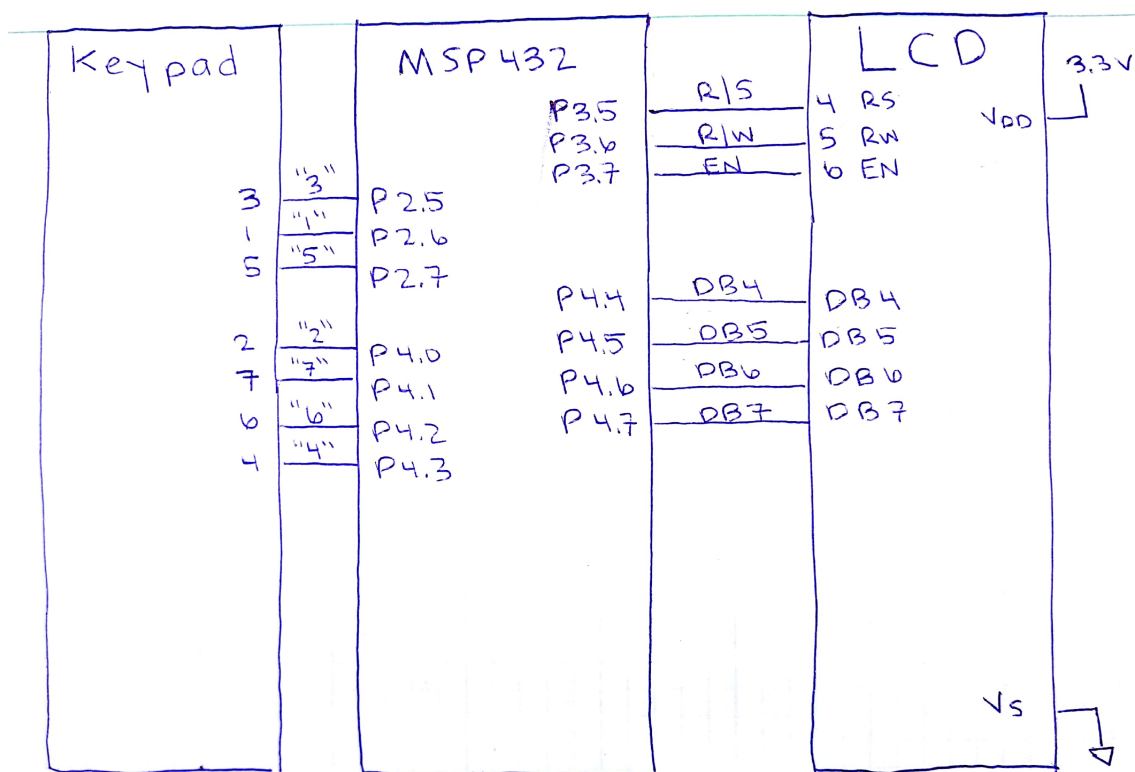 Keypad
MSP432
LCD
3.3V
P3.5 R/S 4 RS
VDD
P3.6 R/W 5 RW
P3.7 EN 6 EN
3 "3" P2.5
1 "1" P2.6
5 "5" P2.7
P4.4 DB4 DB4
2 "2" P4.0
P4.5 DB5 DB5
7 "7" P4.1
P4.6 DB6 DB6
6 "6" P4.2
P4.7 DB7 DB7
4 "4" P4.3
VS